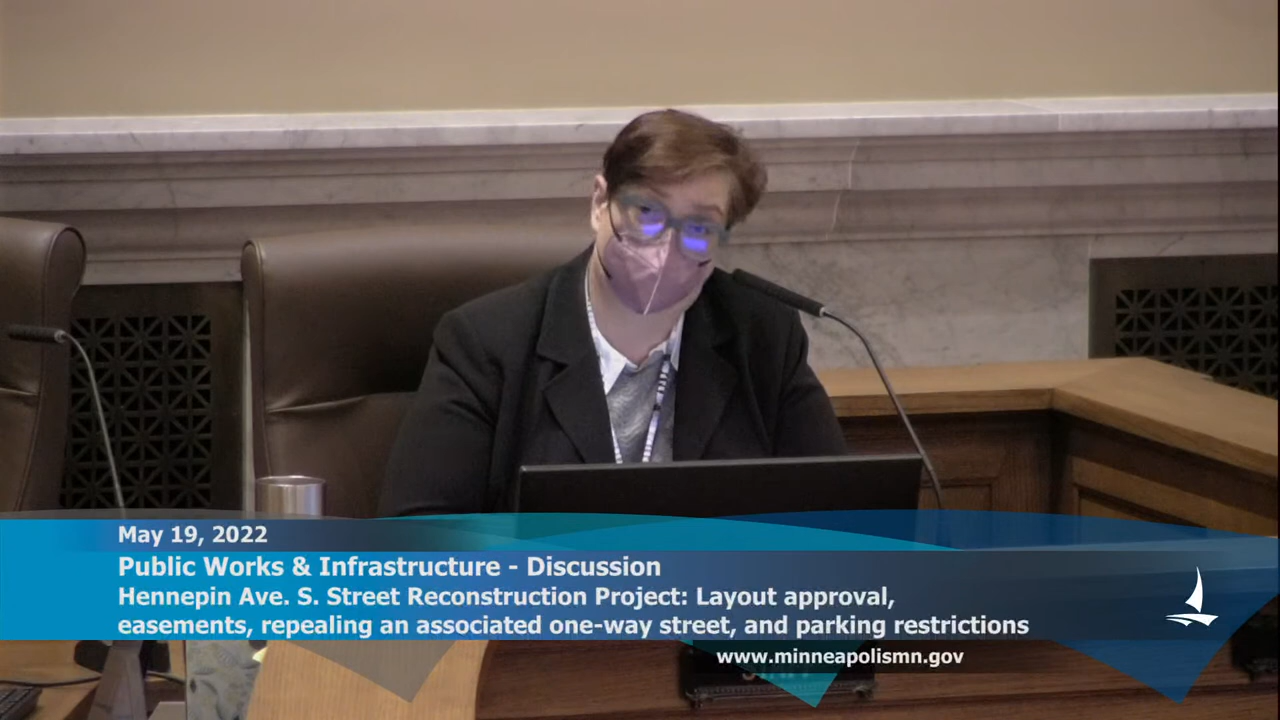 May 19, 2022
Public Works & Infrastructure - Discussion
Hennepin Ave. S. Street Reconstruction Project: Layout approval,
easements, repealing an associated one-way street, and parking restrictions
www.minneapolismn.gov